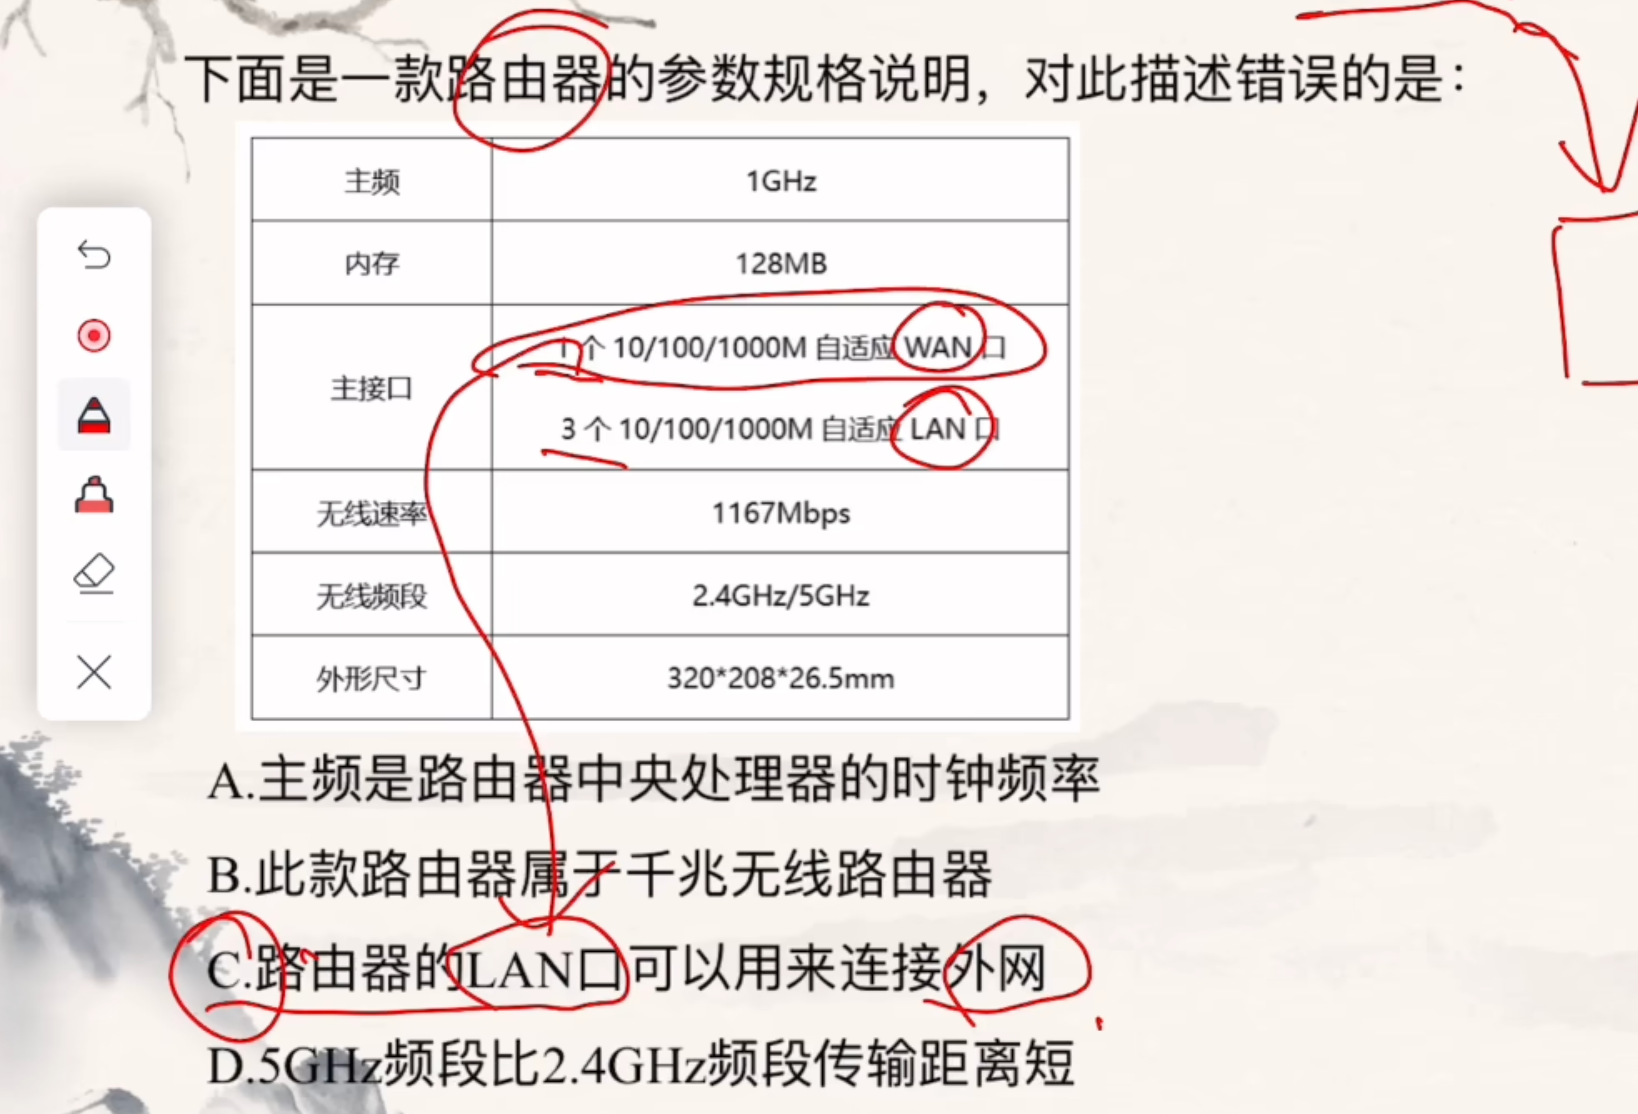 下面是一款路由器的参数规格说明，对此描述错误的是：
主频 1GHz
内存 128MB
主接口 1个 10/100/1000M 自适应 WAN 口
3 个 10/100/1000M 自适应 LAN 口
无线速率 1167Mbps
无线频段 2.4GHz/5GHz
外形尺寸 320*208*26.5mm
A.主频是路由器中央处理器的时钟频率
B.此款路由器属于千兆无线路由器
C.路由器的LAN口可以用来连接外网
D.5GHz频段比2.4GHz频段传输距离短